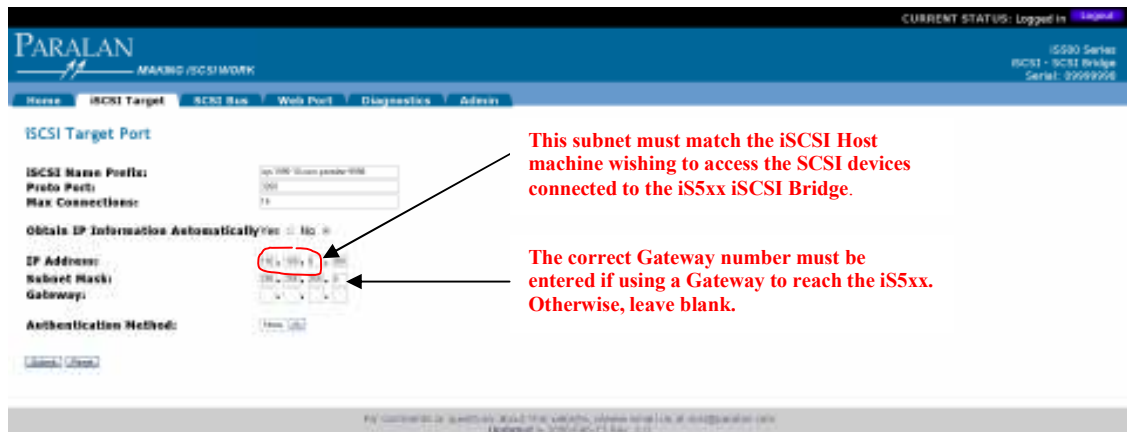 CURRENT STATUS: Logged in Logout
PARALAN
MAKING iSCSI WORK
iS500 Series
iSCSI - SCSI Bridge
Serial: 09999998
Home iSCSI Target SCSI Bus Web Port Diagnostics Admin
iSCSI Target Port
iSCSI Name Prefix:
Proto Port:
Max Connections:
Obtain IP Information Automatically Yes No
IP Address:
Subnet Mask:
Gateway:
Authentication Method:
None
Submit Reset
This subnet must match the iSCSI Host
machine wishing to access the SCSI devices
connected to the iS5xx iSCSI Bridge.
The correct Gateway number must be
entered if using a Gateway to reach the iS5xx.
Otherwise, leave blank.